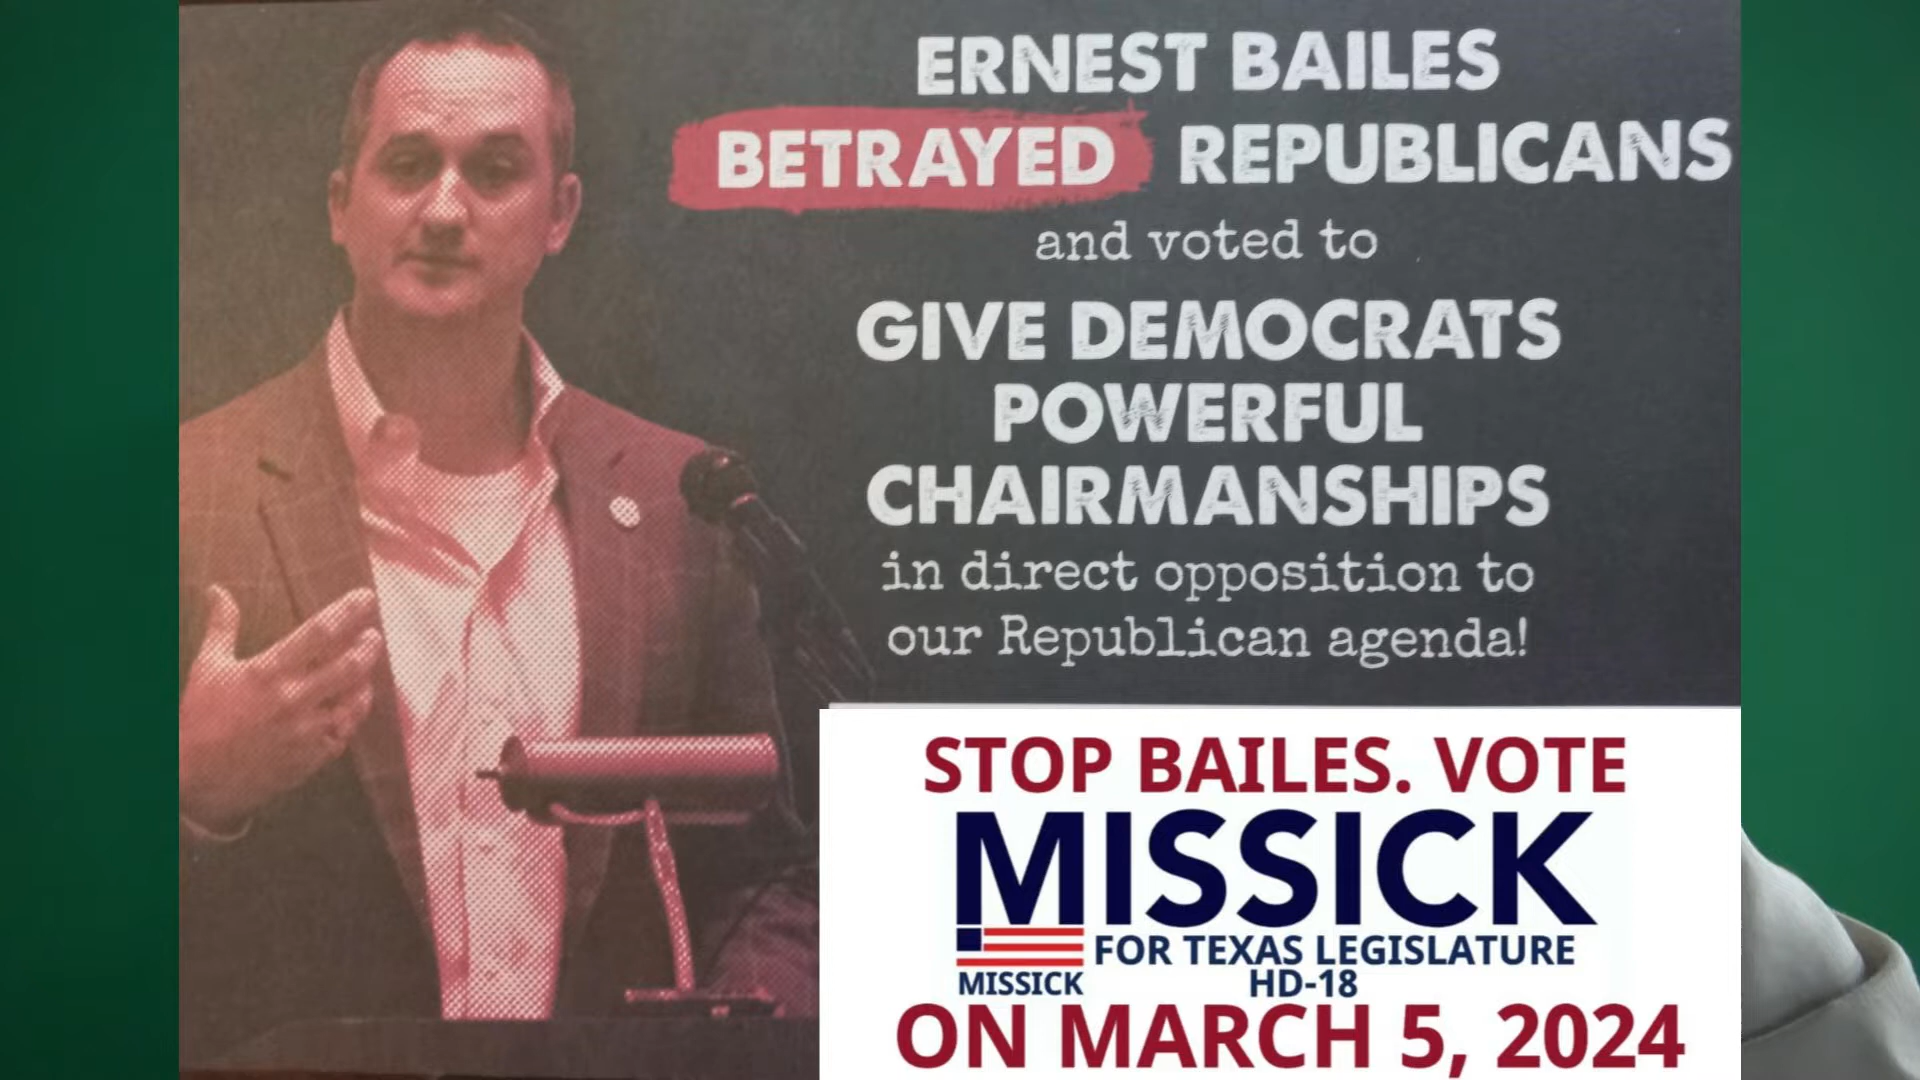 ERNEST BAILES
BETRAYED REPUBLICANS
and voted to
GIVE DEMOCRATS
POWERFUL
CHAIRMANSHIPS
in direct opposition to
our Republican agenda!
STOP BAILES. VOTE
MISSICK
FOR TEXAS LEGISLATURE
MISSICK
HD-18
ON MARCH 5, 2024